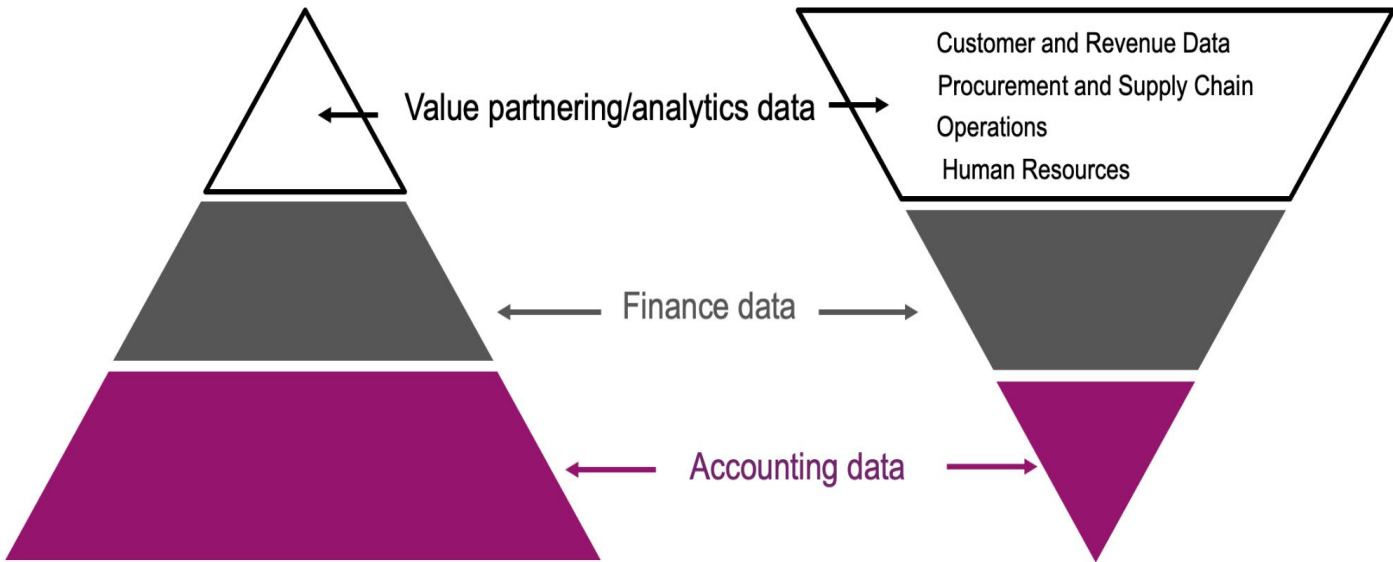 Customer and Revenue Data
Procurement and Supply Chain
Value partnering/analytics data
Operations
Human Resources
Finance data
Accounting data